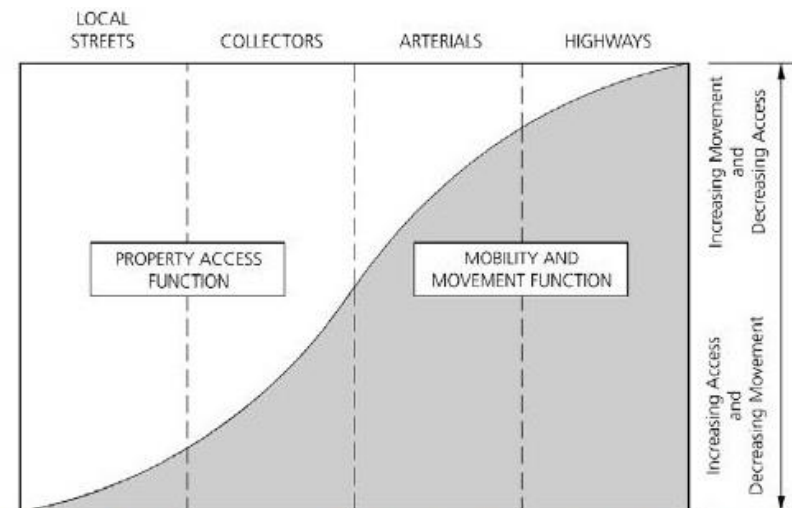 LOCAL
STREETS
COLLECTORS
ARTERIALS
HIGHWAYS
PROPERTY ACCESS
FUNCTION
MOBILITY AND
MOVEMENT FUNCTION
Increasing Movement
and
Decreasing Access
Increasing Access
and
Decreasing Movement